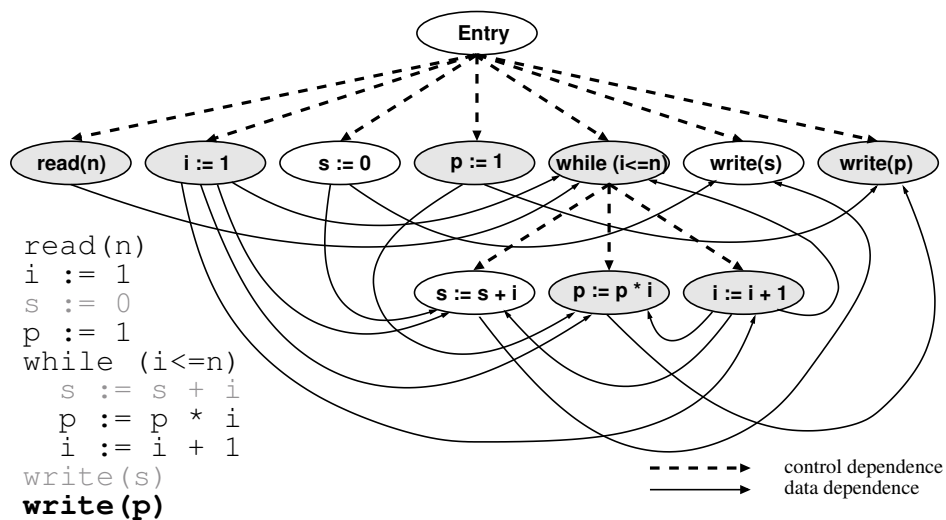 Entry
read(n)
i := 1
s := 0
p := 1
while (i<=n)
write(s)
write(p)
s := s + i
p := p * i
i := i + 1
read(n)
i := 1
s := 0
p := 1
while (i<=n)
s := s + i
p := p * i
i := i + 1
write(s)
write(p)
control dependence
data dependence